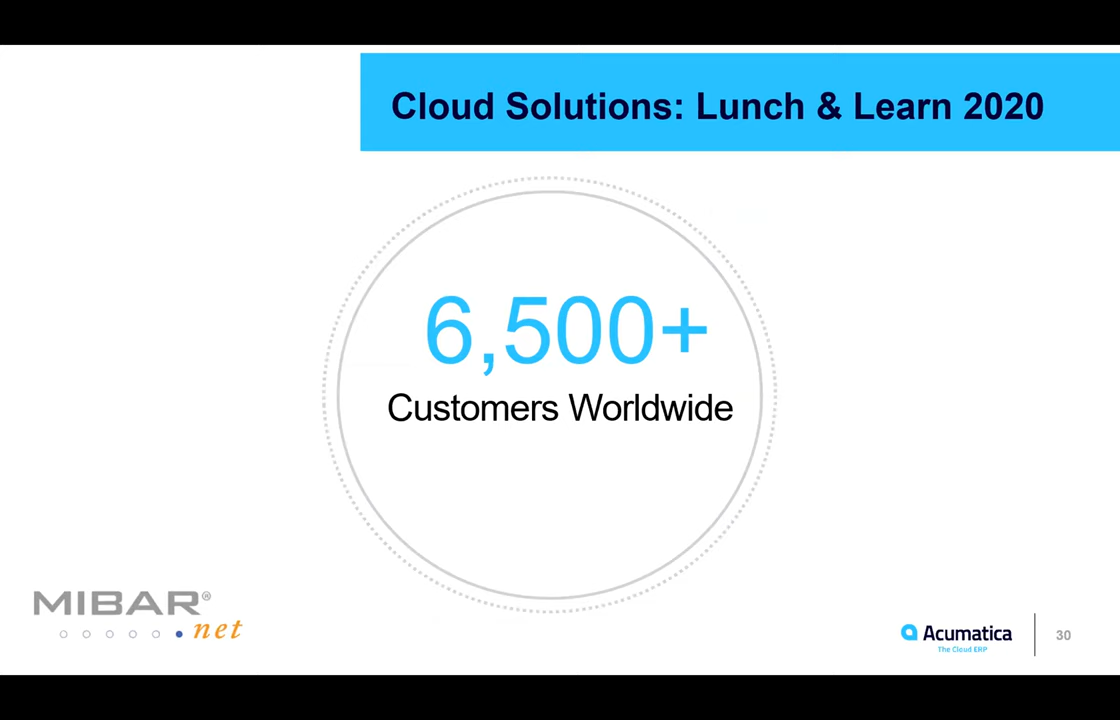 Cloud Solutions: Lunch & Learn 2020
6,500+
Customers Worldwide
MIBAR®
net
Acumatica
The Cloud ERP
30